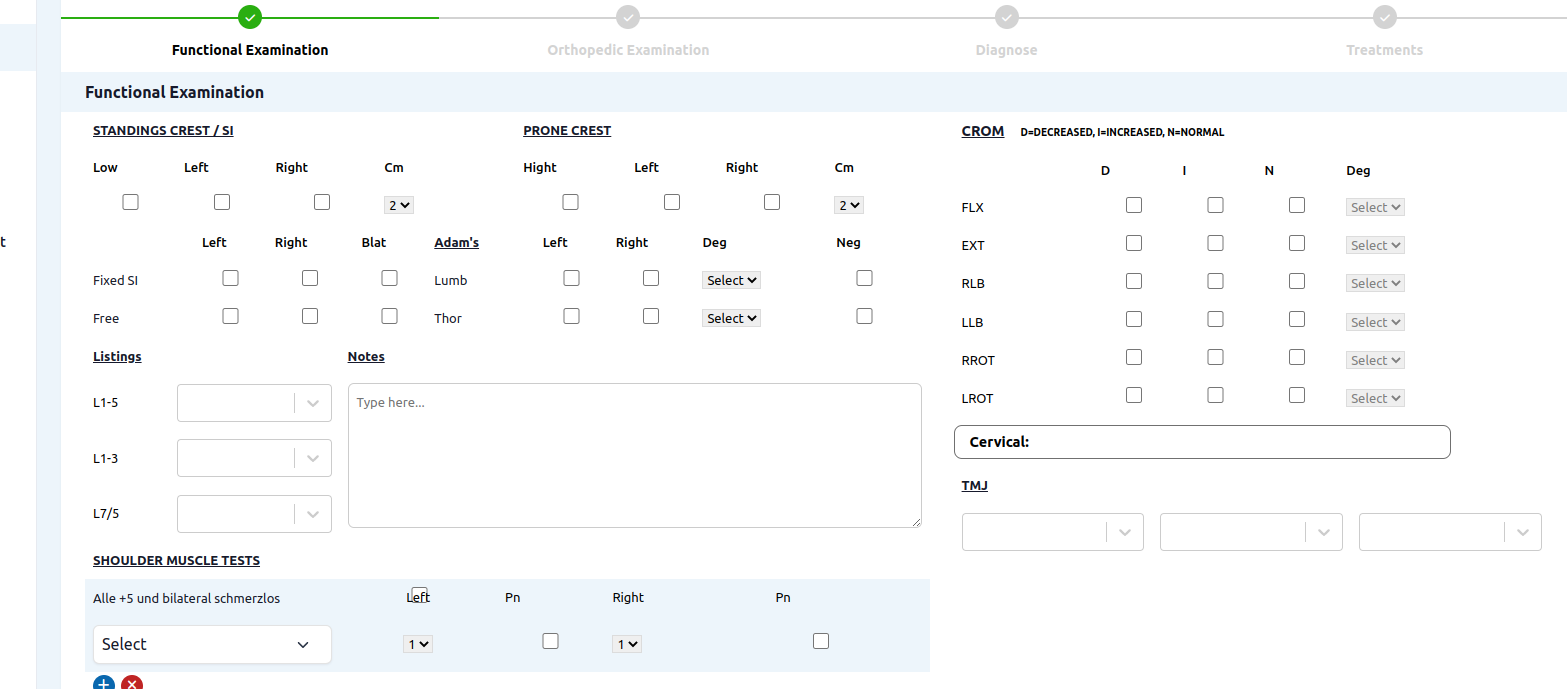 Functional Examination
Orthopedic Examination
Diagnose
Treatments
Functional Examination
STANDINGS CREST / SI
Low Left Right Cm
2
Left Right Blat
Fixed SI
Free
PRONE CREST
Hight Left Right Cm
2
Adam's Left Right Deg Neg
Lumb Select
Thor Select
Listings
L1-5
L1-3
L7/5
Notes
Type here...
SHOULDER MUSCLE TESTS
Alle +5 und bilateral schmerzlos Left Pn Right Pn
Select 1 1
CROM D=DECREASED, I=INCREASED, N=NORMAL
D I N Deg
FLX Select
EXT Select
RLB Select
LLB Select
RROT Select
LROT Select
Cervical:
TMJ
t